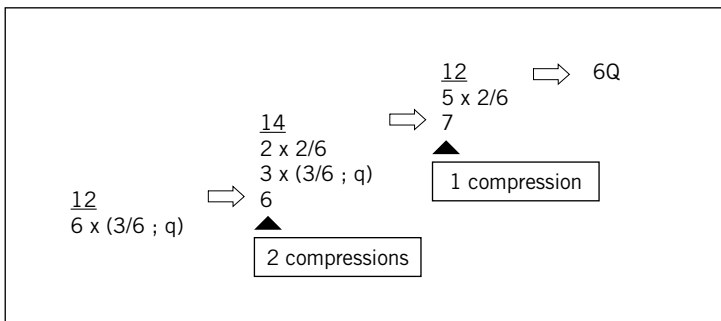 12
6 x (3/6 ; q)
14
2 x 2/6
3 x (3/6 ; q)
6
2 compressions
12
5 x 2/6
7
1 compression
6Q